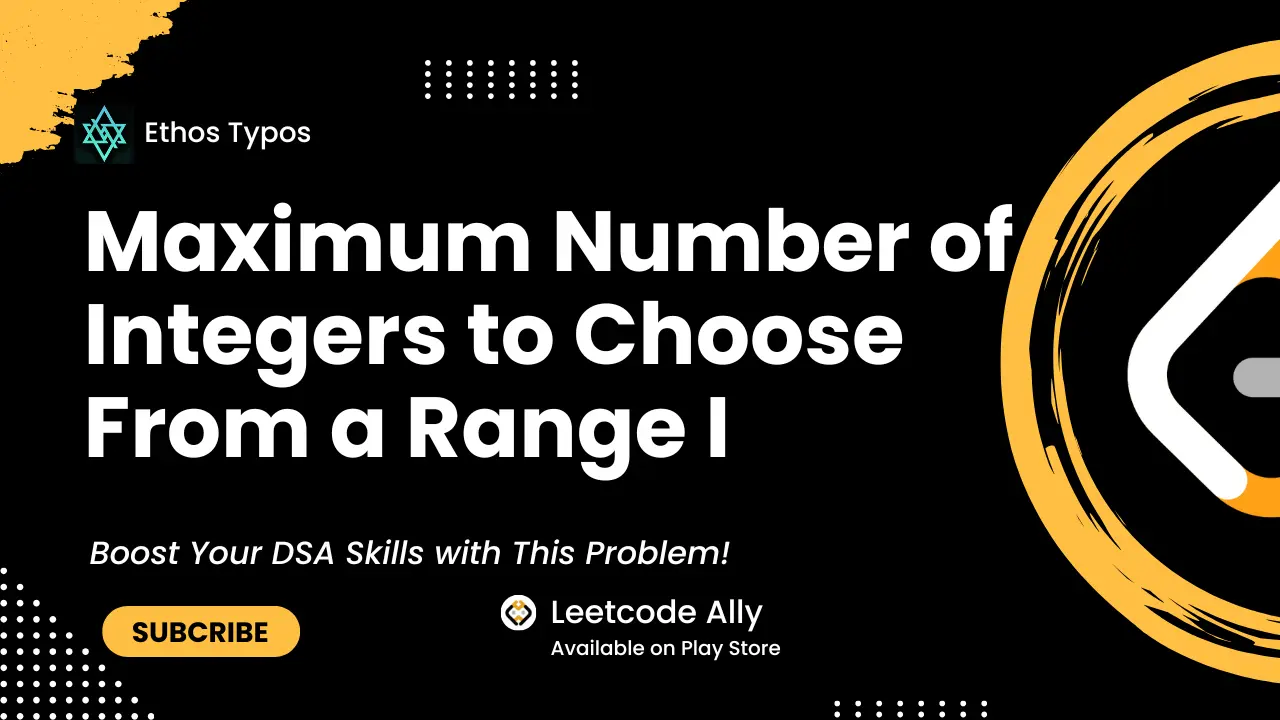 Ethos Typos
Maximum Number of
Integers to Choose
From a Range I
Boost Your DSA Skills with This Problem!
SUBCRIBE
Leetcode Ally
Available on Play Store